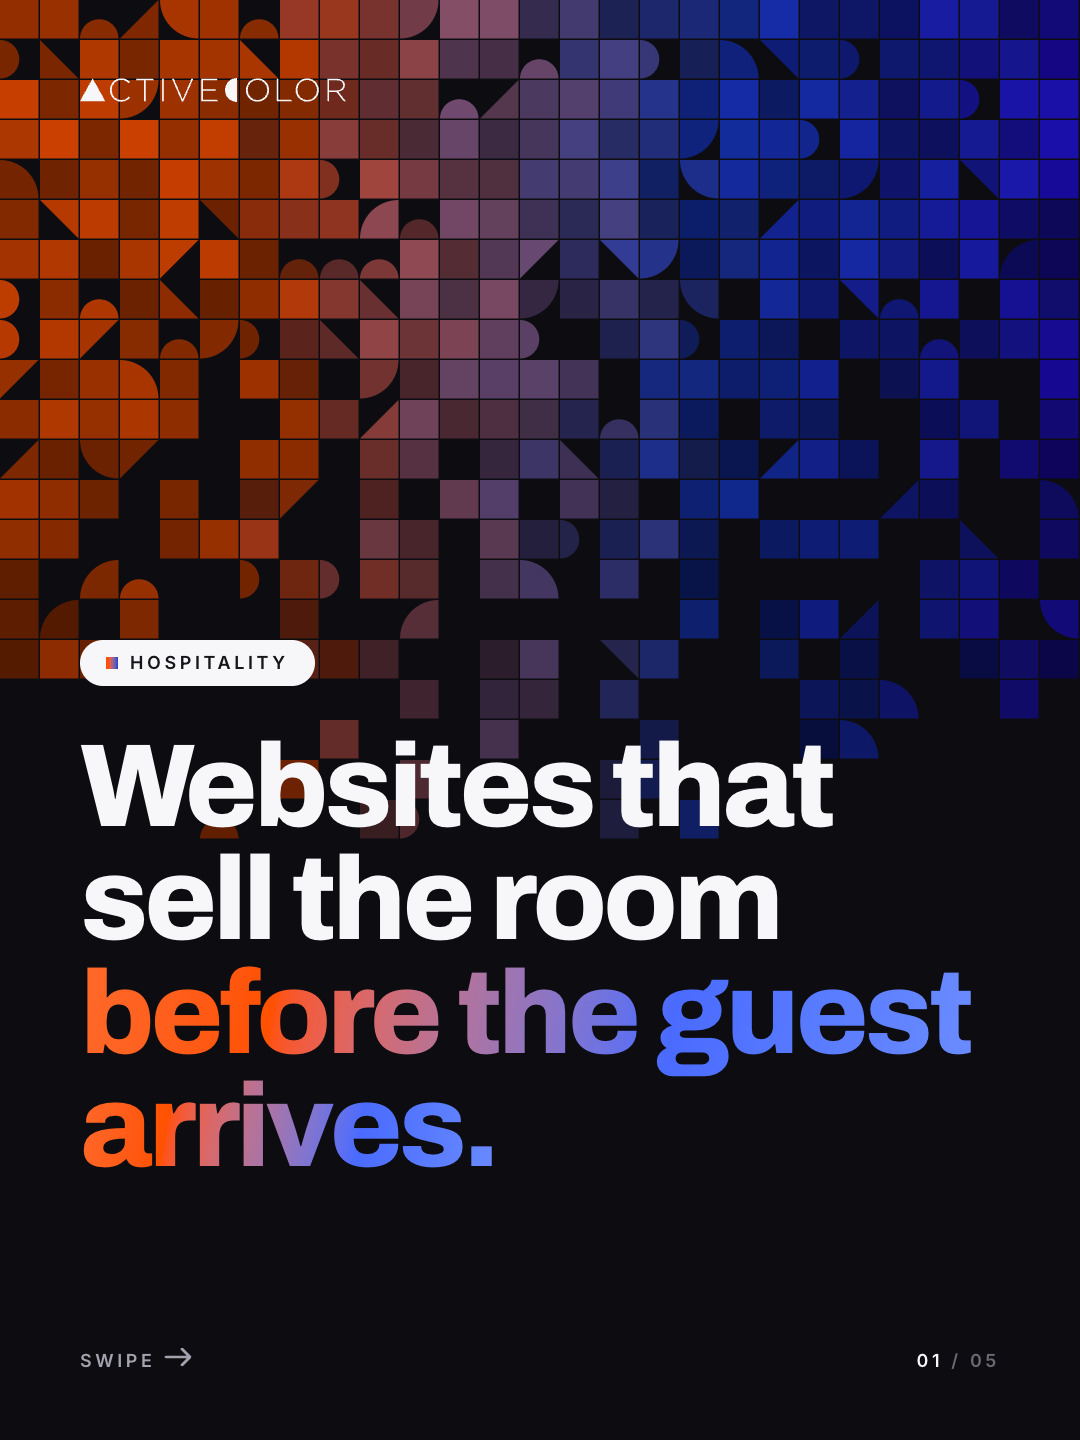 ACTIVECOLOR
HOSPITALITY
Websites that
sell the room
before the guest
arrives.
SWIPE →
01 / 05